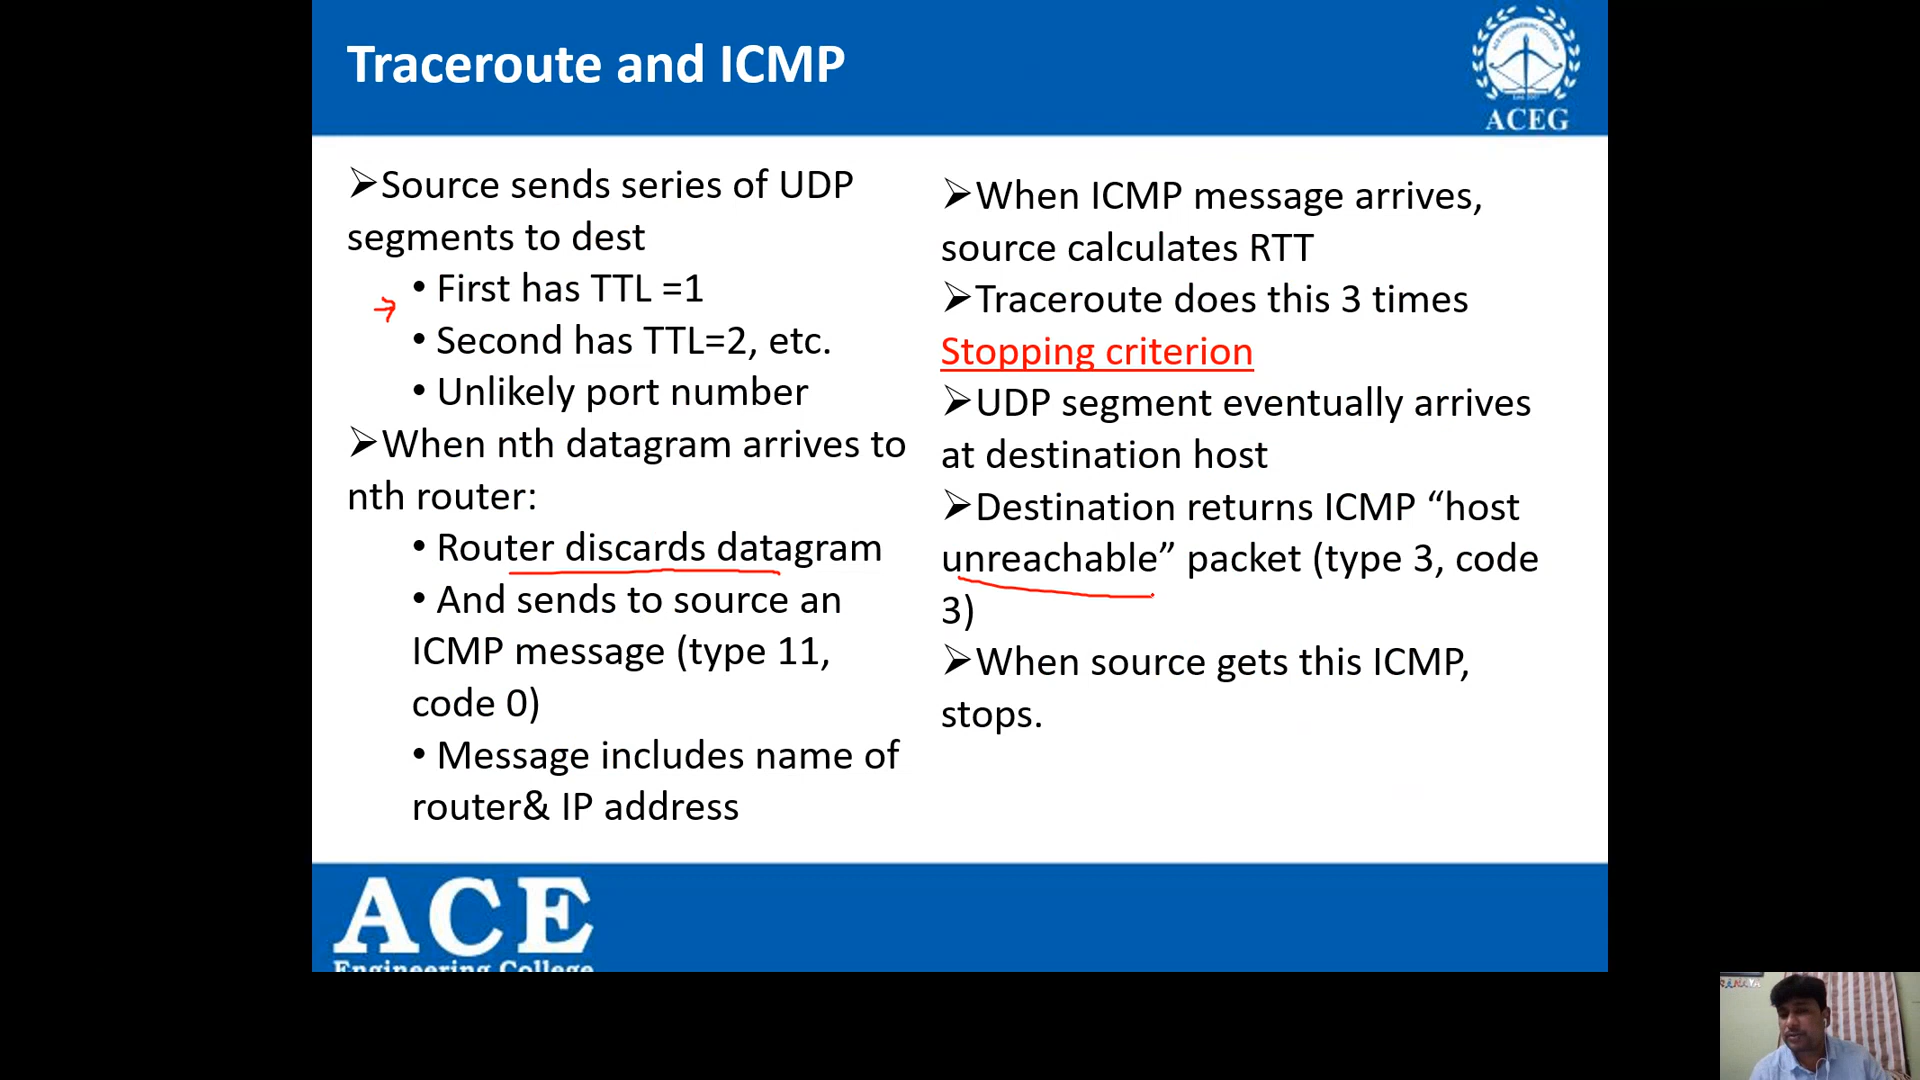 Traceroute and ICMP
ACEG
➢Source sends series of UDP
segments to dest
• First has TTL =1
• Second has TTL=2, etc.
• Unlikely port number
➢When nth datagram arrives to
nth router:
• Router discards datagram
• And sends to source an
ICMP message (type 11,
code 0)
• Message includes name of
router& IP address
➢When ICMP message arrives,
source calculates RTT
➢Traceroute does this 3 times
Stopping criterion
➢UDP segment eventually arrives
at destination host
➢Destination returns ICMP “host
unreachable” packet (type 3, code
3)
➢When source gets this ICMP,
stops.
ACE
Engineering College